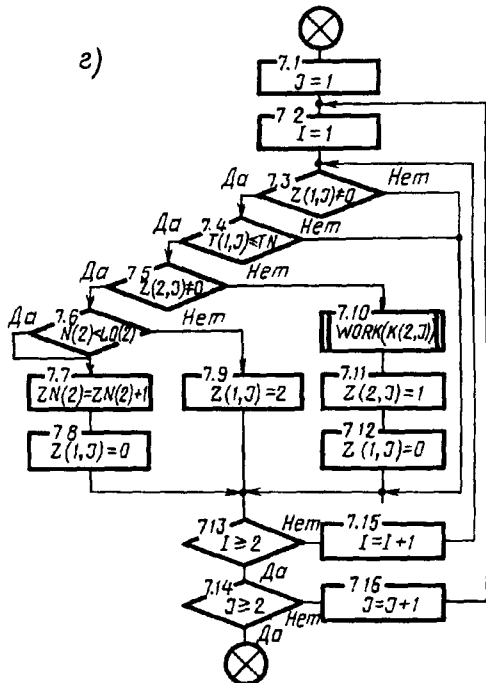 г)
7.1
J=1
7.2
I=1
7.3
Z(1,J)≠0
Да
Нет
7.4
T(1,J)≤TN
Да
Нет
7.5
Z(2,J)≠0
Да
Нет
7.6
N(2)<LO(2)
Да
Нет
7.7
ZN(2)=ZN(2)+1
7.8
Z(1,J)=0
7.9
Z(1,J)=2
7.10
WORK(K(2,J))
7.11
Z(2,J)=1
7.12
Z(1,J)=0
7.13
I≥2
Нет
Да
7.15
I=I+1
7.14
J≥2
Нет
Да
7.16
J=J+1